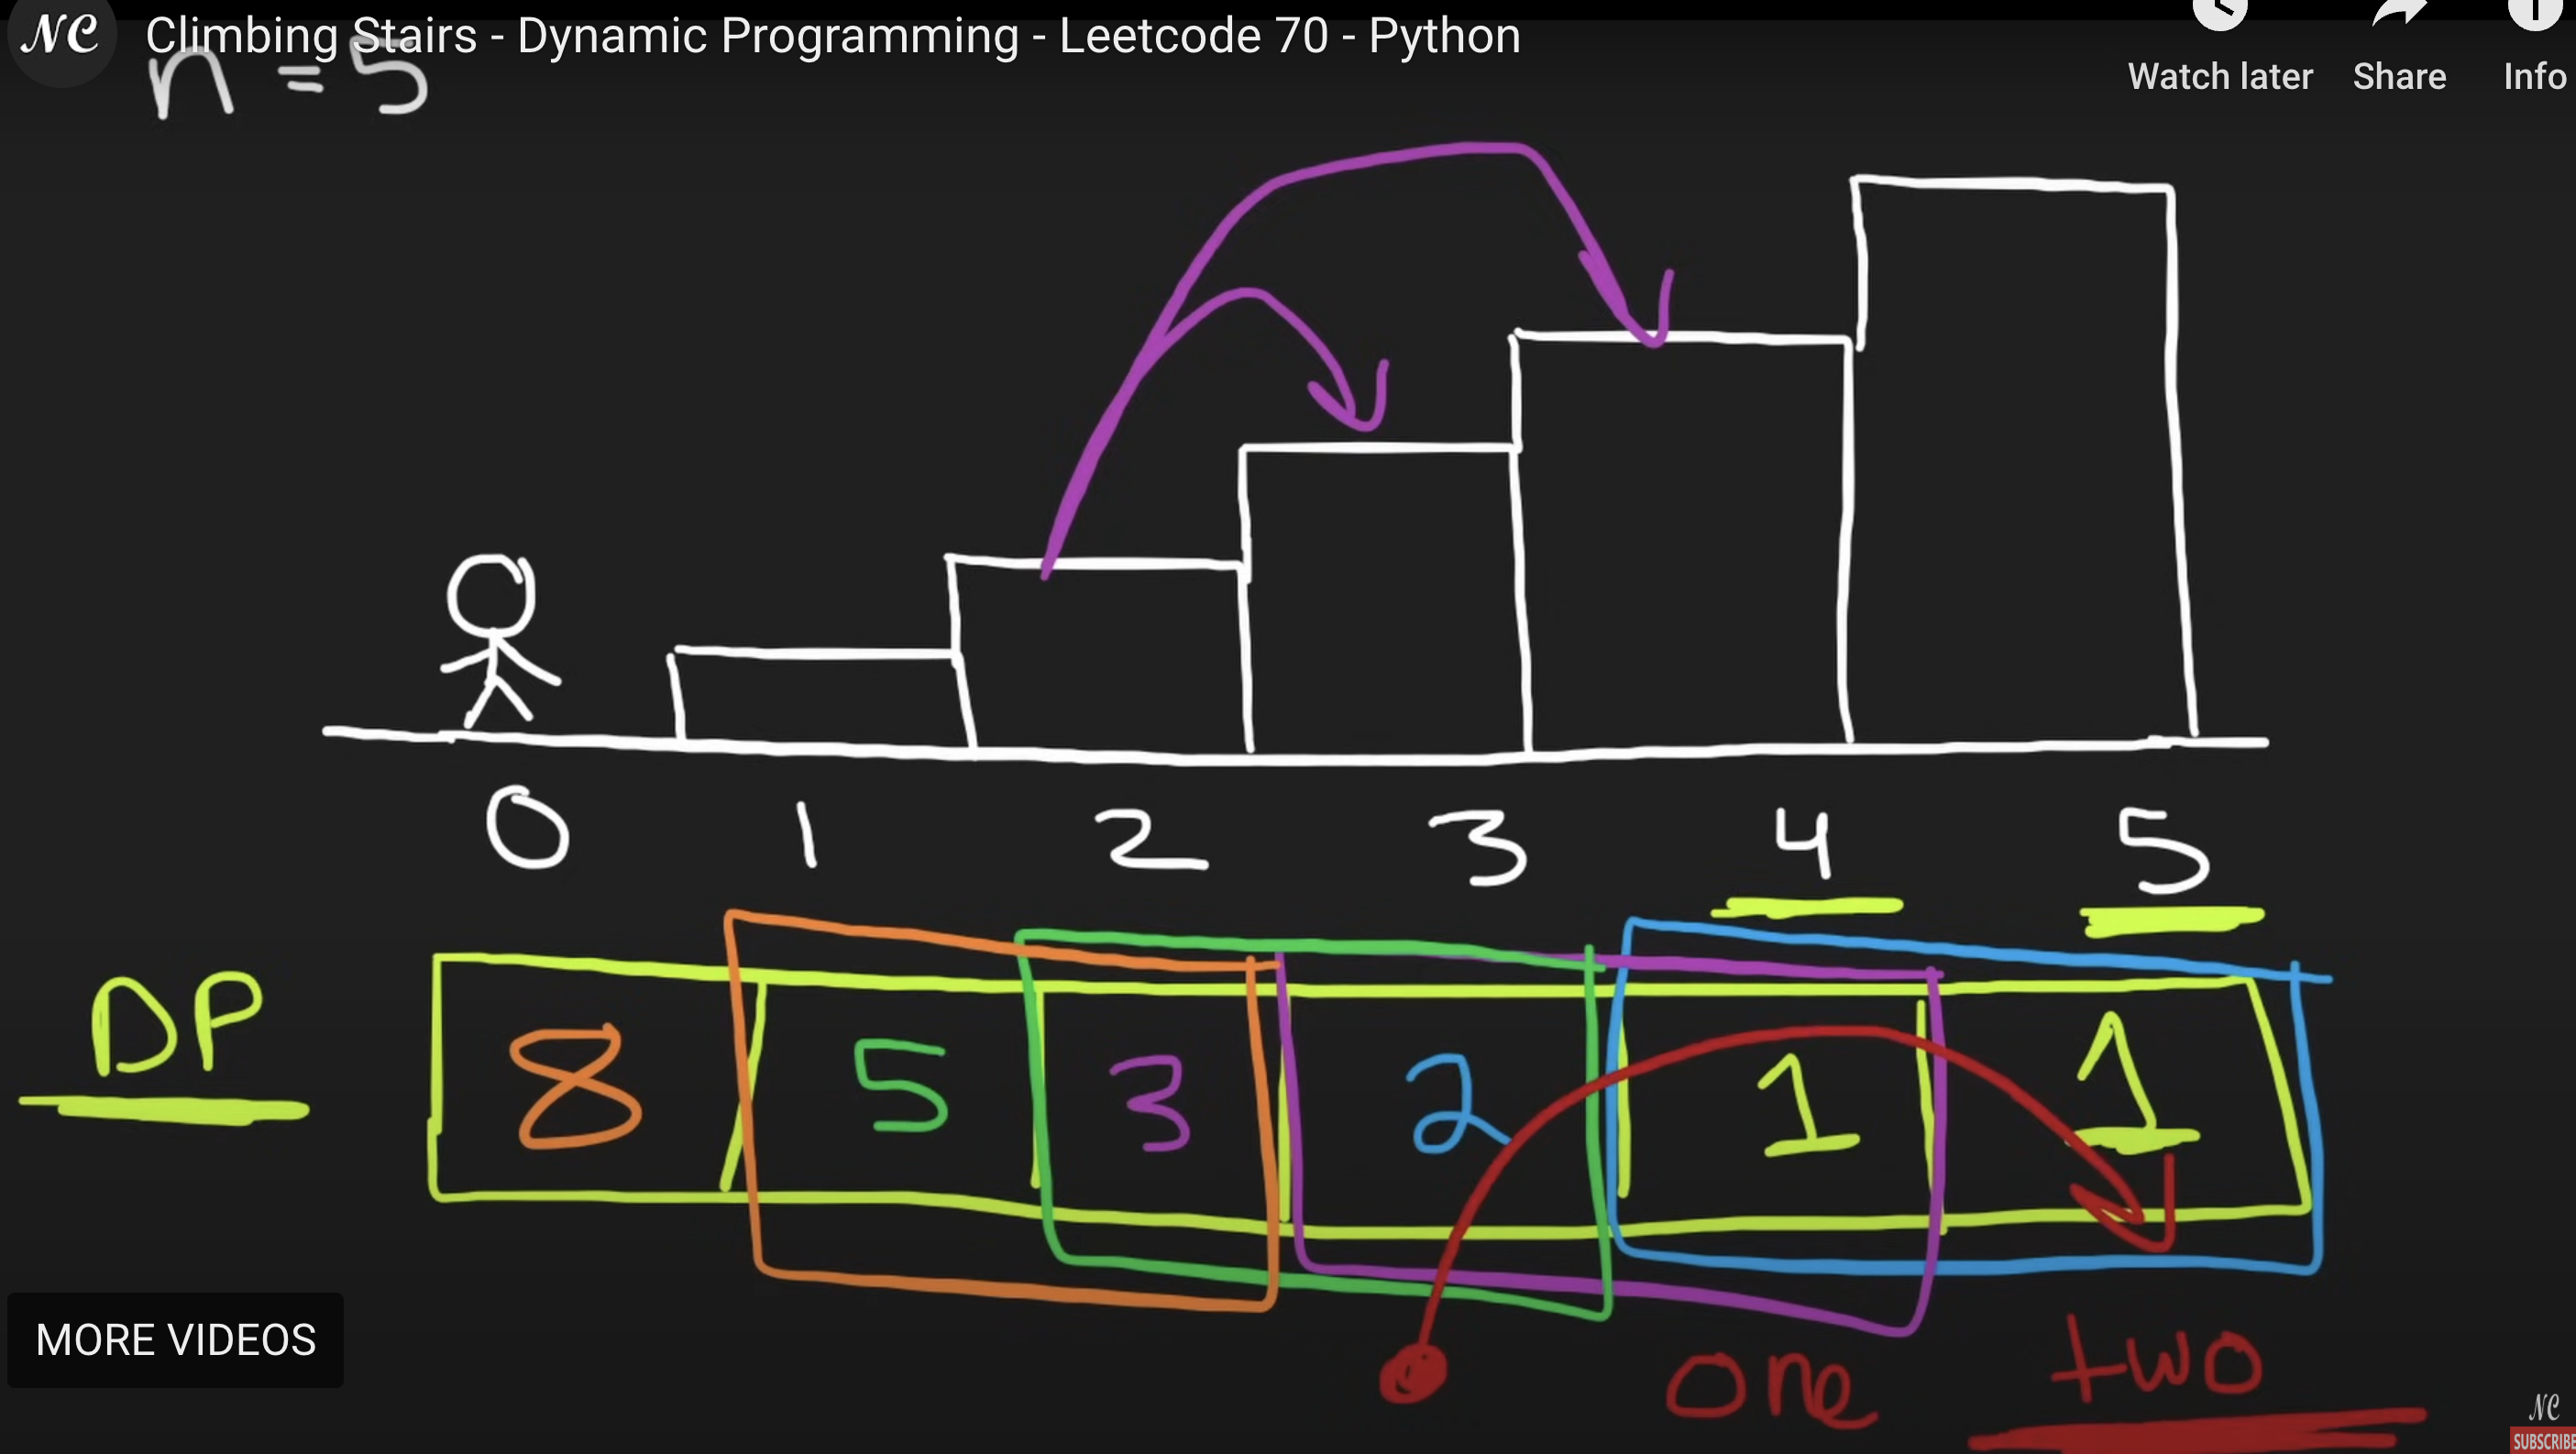 NC Climbing Stairs - Dynamic Programming - Leetcode 70 - Python
Watch later Share Info
n = 5
0 1 2 3 4 5
DP 8 5 3 2 1 1
MORE VIDEOS
one two
NC
SUBSCRIBE